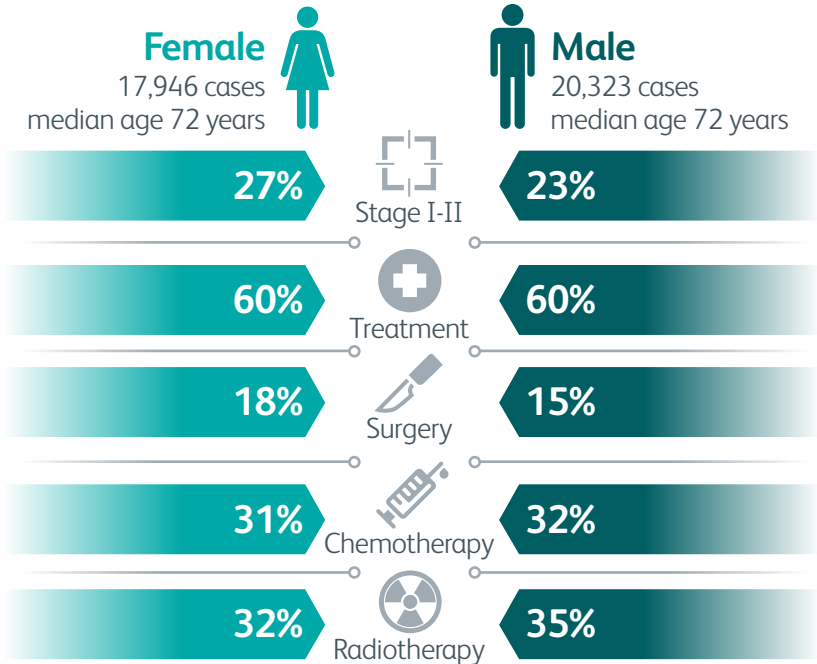 Female
17,946 cases
median age 72 years
Male
20,323 cases
median age 72 years
27%
Stage I-II
23%
60%
Treatment
60%
18%
Surgery
15%
31%
Chemotherapy
32%
32%
Radiotherapy
35%